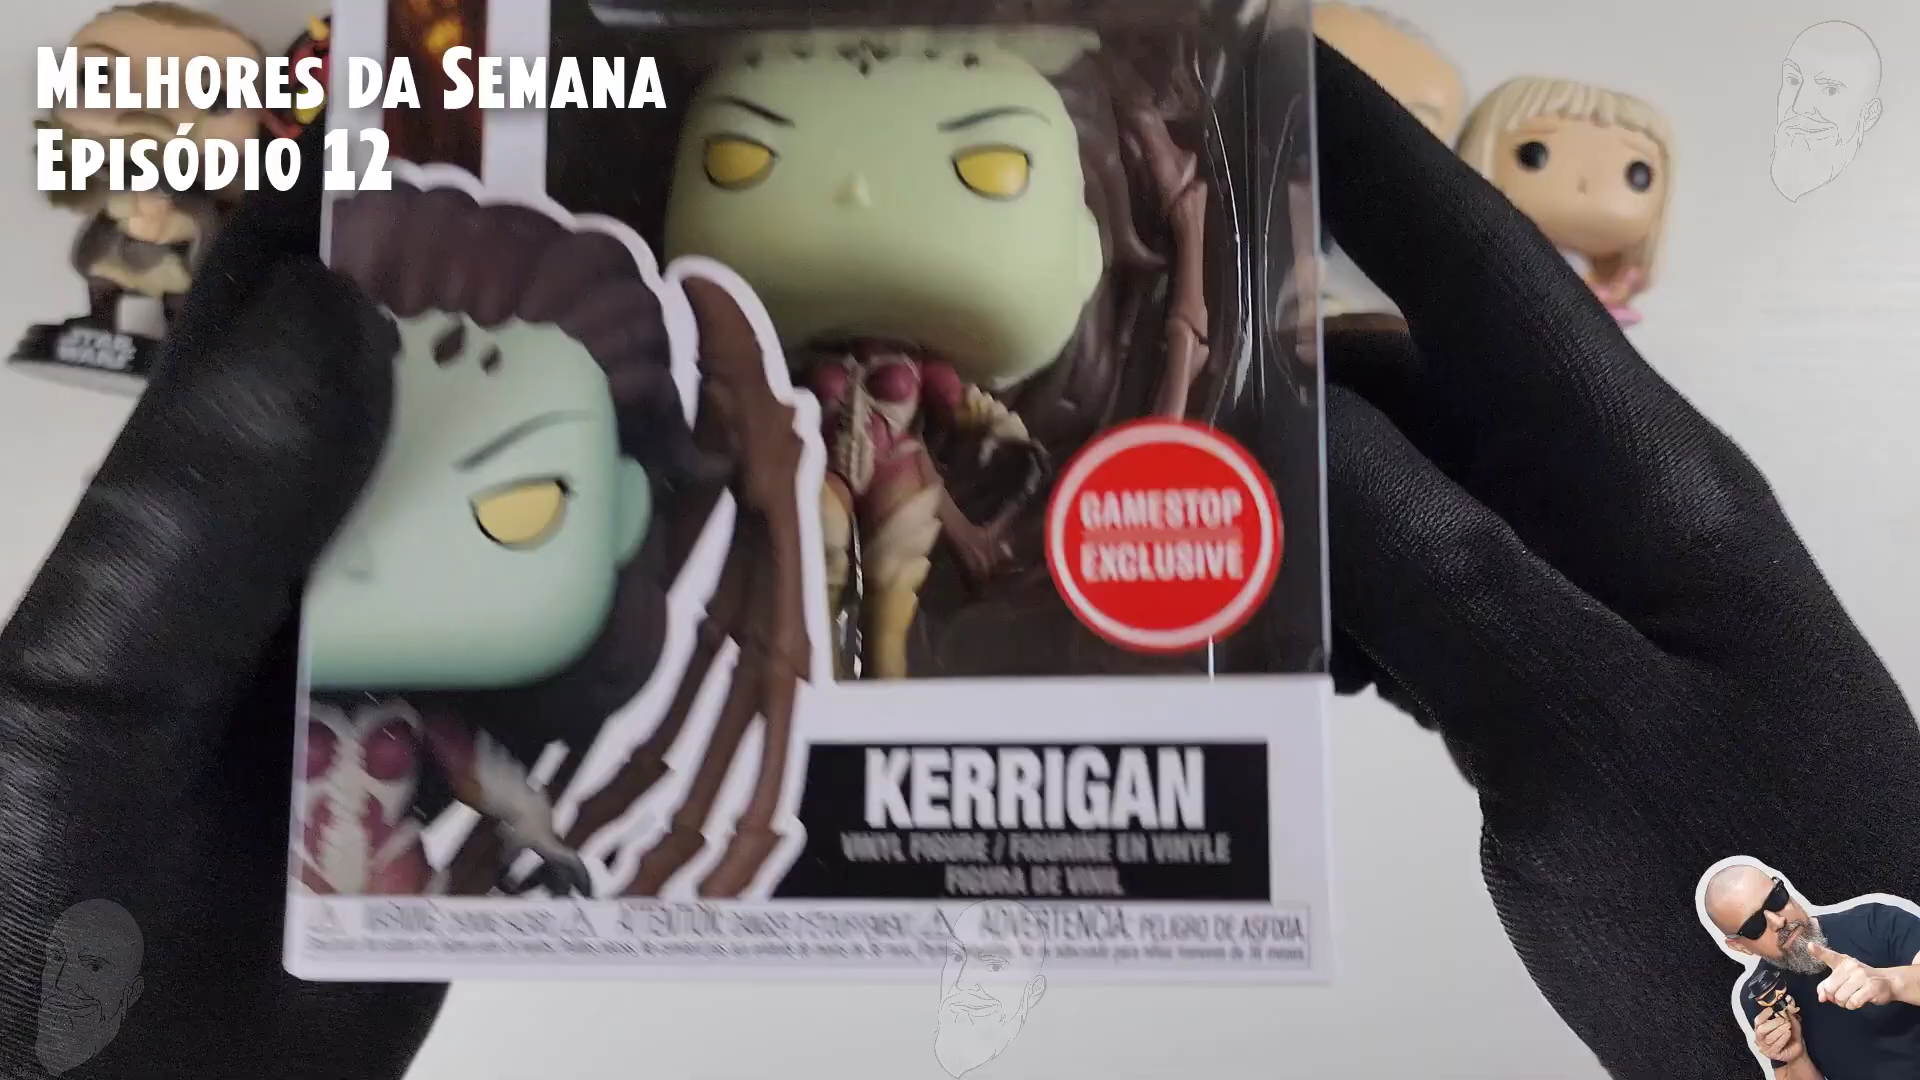 Melhores da Semana
Episódio 12
STAR
WARS
GAMESTOP
EXCLUSIVE
KERRIGAN
VINYL FIGURE / FIGURINE EN VINYLE
FIGURA DE VINIL
WARNING: ATTENTION: ADVERTENCIA: PELIGRO DE ASFIXIA.